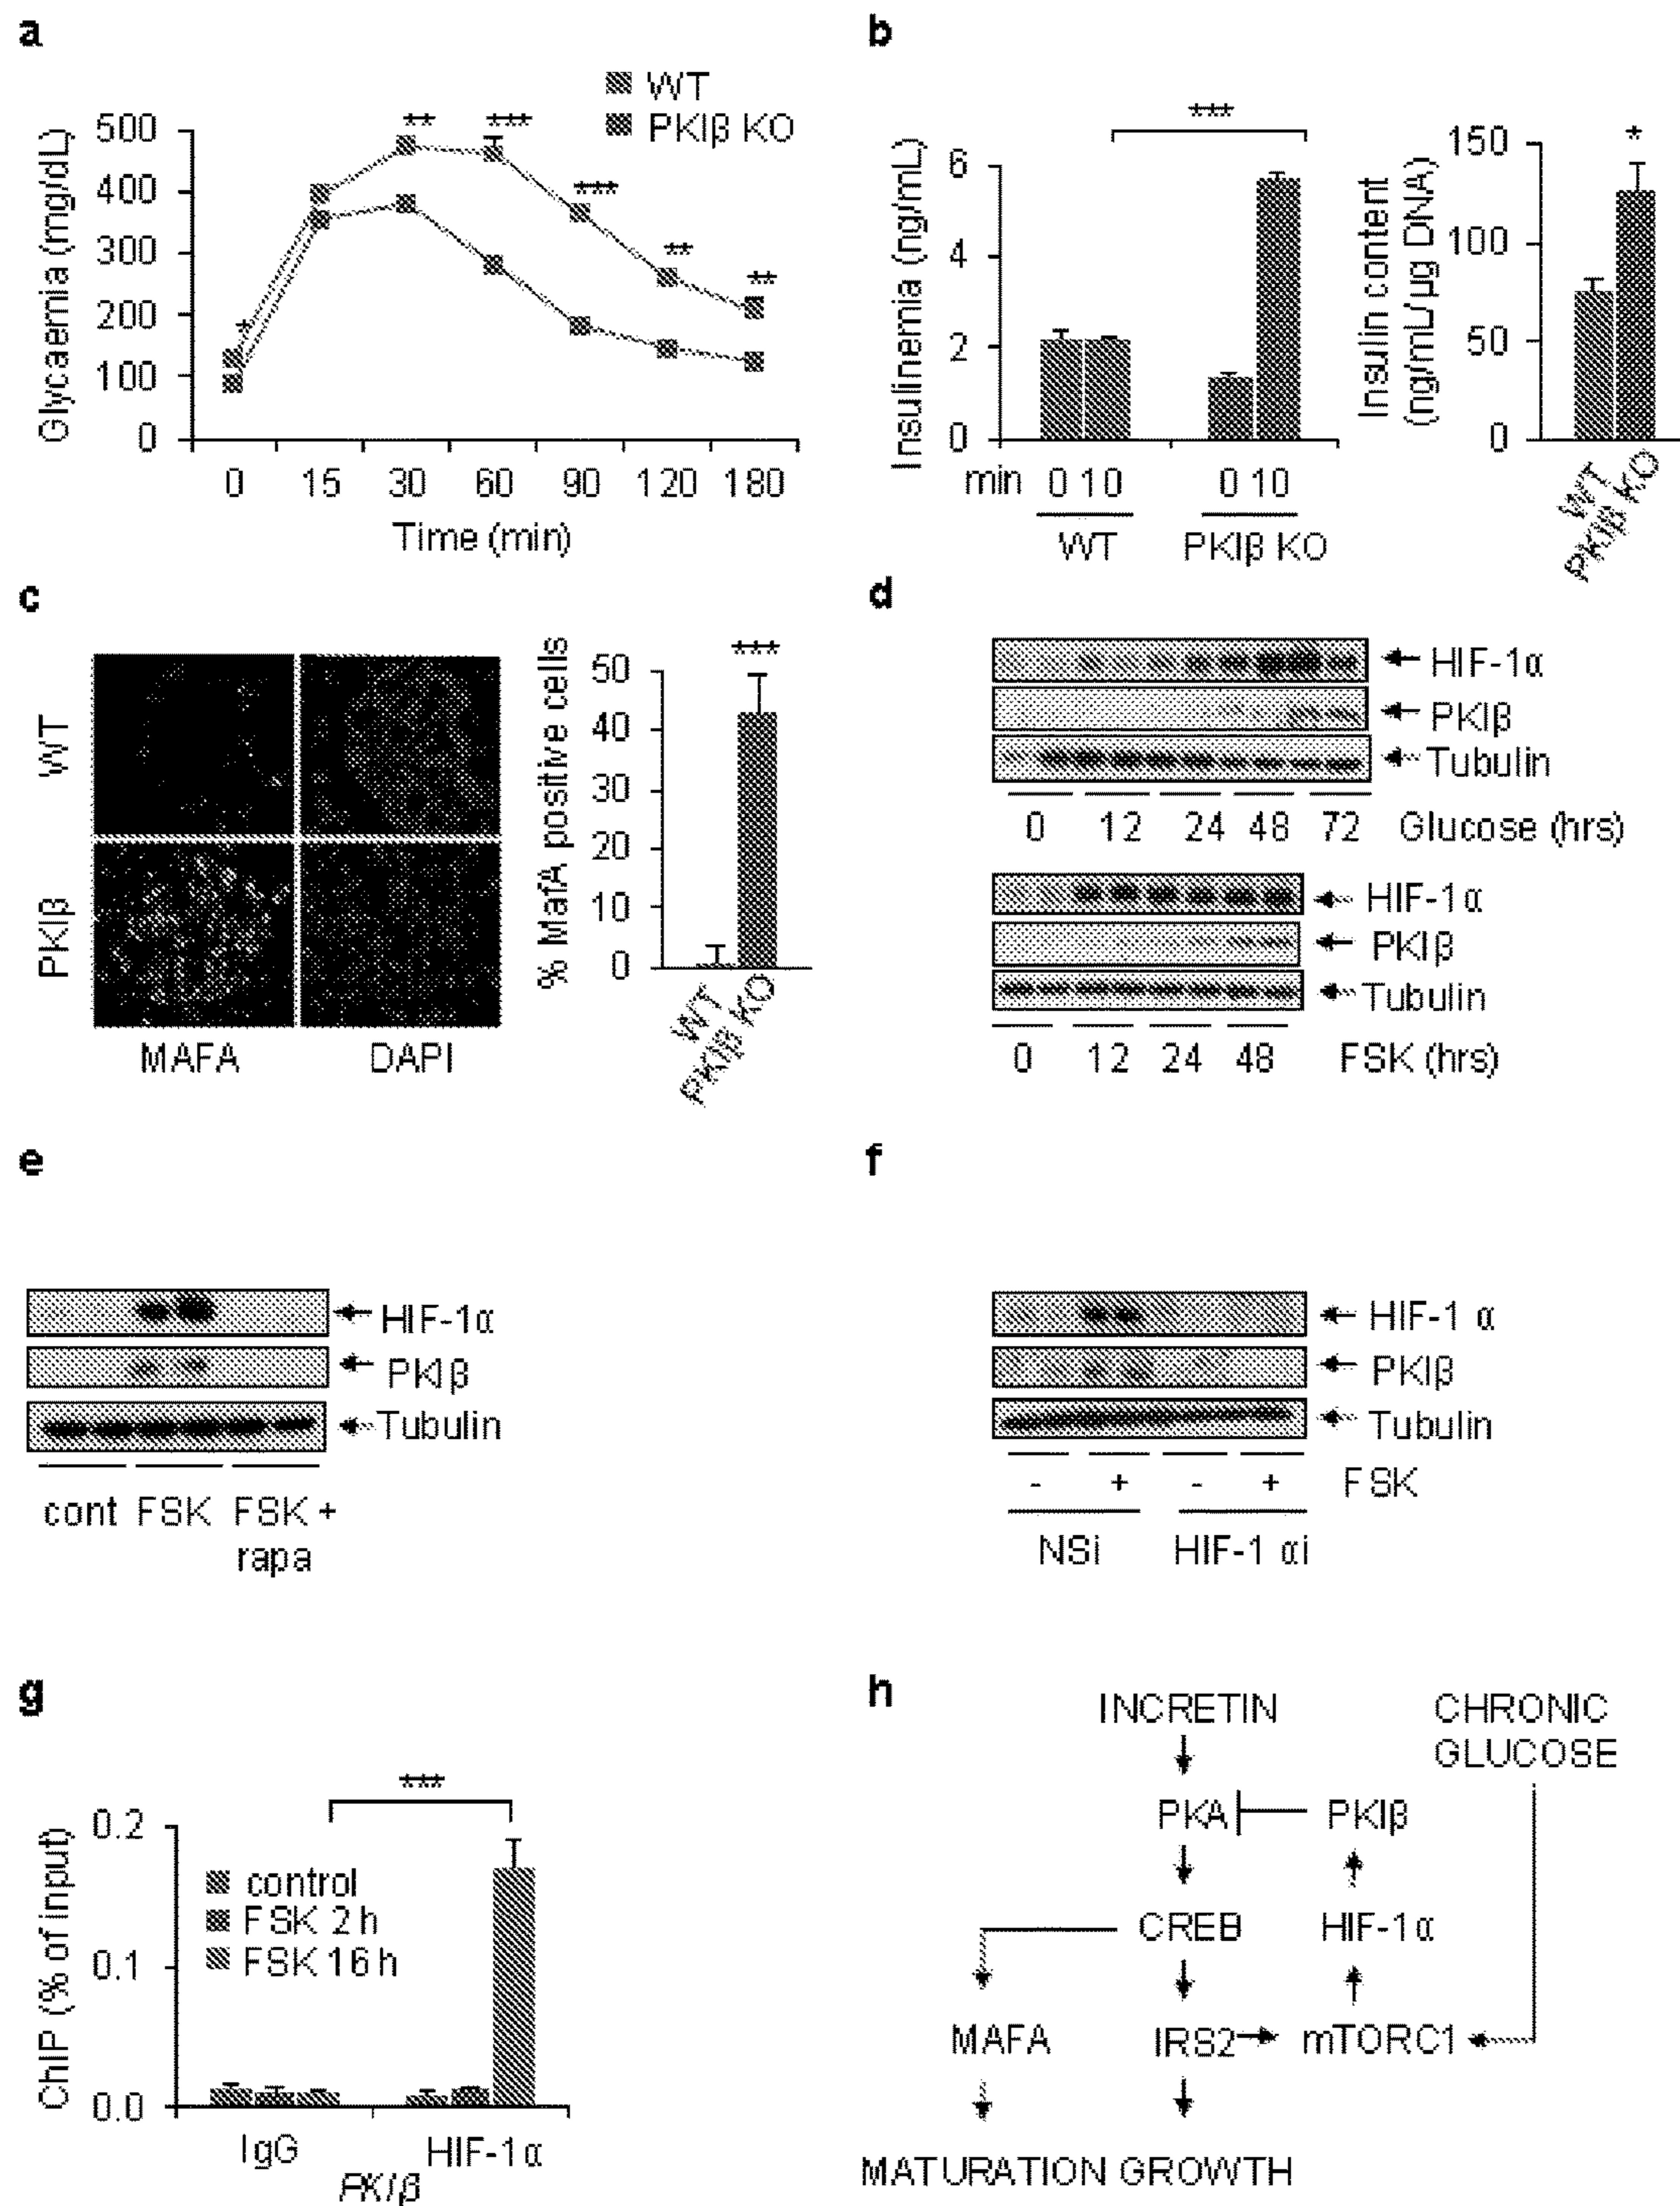 a
WT
PKIβ KO
Glycaemia (mg/dL)
500
400
300
200
100
0
*
**
***
***
**
**
0 15 30 60 90 120 180
Time (min)
b
Insulinemia (ng/mL)
6
4
2
0
***
min 0 10 0 10
WT PKIβ KO
Insulin content
(ng/mL/µg DNA)
150
100
50
0
*
WT
PKIβ KO
c
WT
PKIβ
MAFA DAPI
% MafA positive cells
50
40
30
20
10
0
***
WT
PKIβ KO
d
HIF-1α
PKIβ
Tubulin
0 12 24 48 72 Glucose (hrs)
HIF-1α
PKIβ
Tubulin
0 12 24 48 FSK (hrs)
e
HIF-1α
PKIβ
Tubulin
cont FSK FSK +
rapa
f
HIF-1 α
PKIβ
Tubulin
- + - + FSK
NSi HIF-1 αi
g
ChIP (% of input)
0.2
0.1
0.0
***
control
FSK 2h
FSK 16h
IgG HIF-1α
PKIβ
h
INCRETIN CHRONIC
GLUCOSE
PKA PKIβ
CREB HIF-1α
MAFA IRS2 mTORC1
MATURATION GROWTH